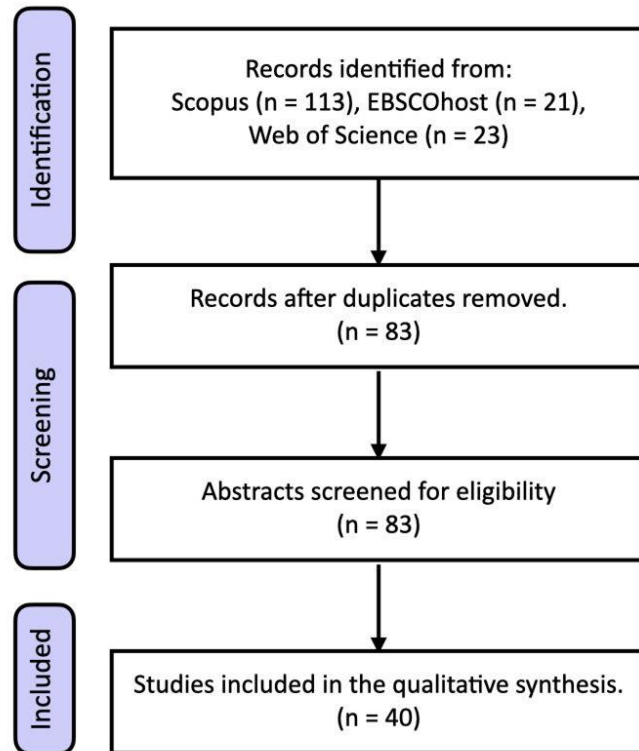 Identification
Records identified from:
Scopus (n = 113), EBSCOhost (n = 21),
Web of Science (n = 23)
Screening
Records after duplicates removed.
(n = 83)
Abstracts screened for eligibility
(n = 83)
Included
Studies included in the qualitative synthesis.
(n = 40)